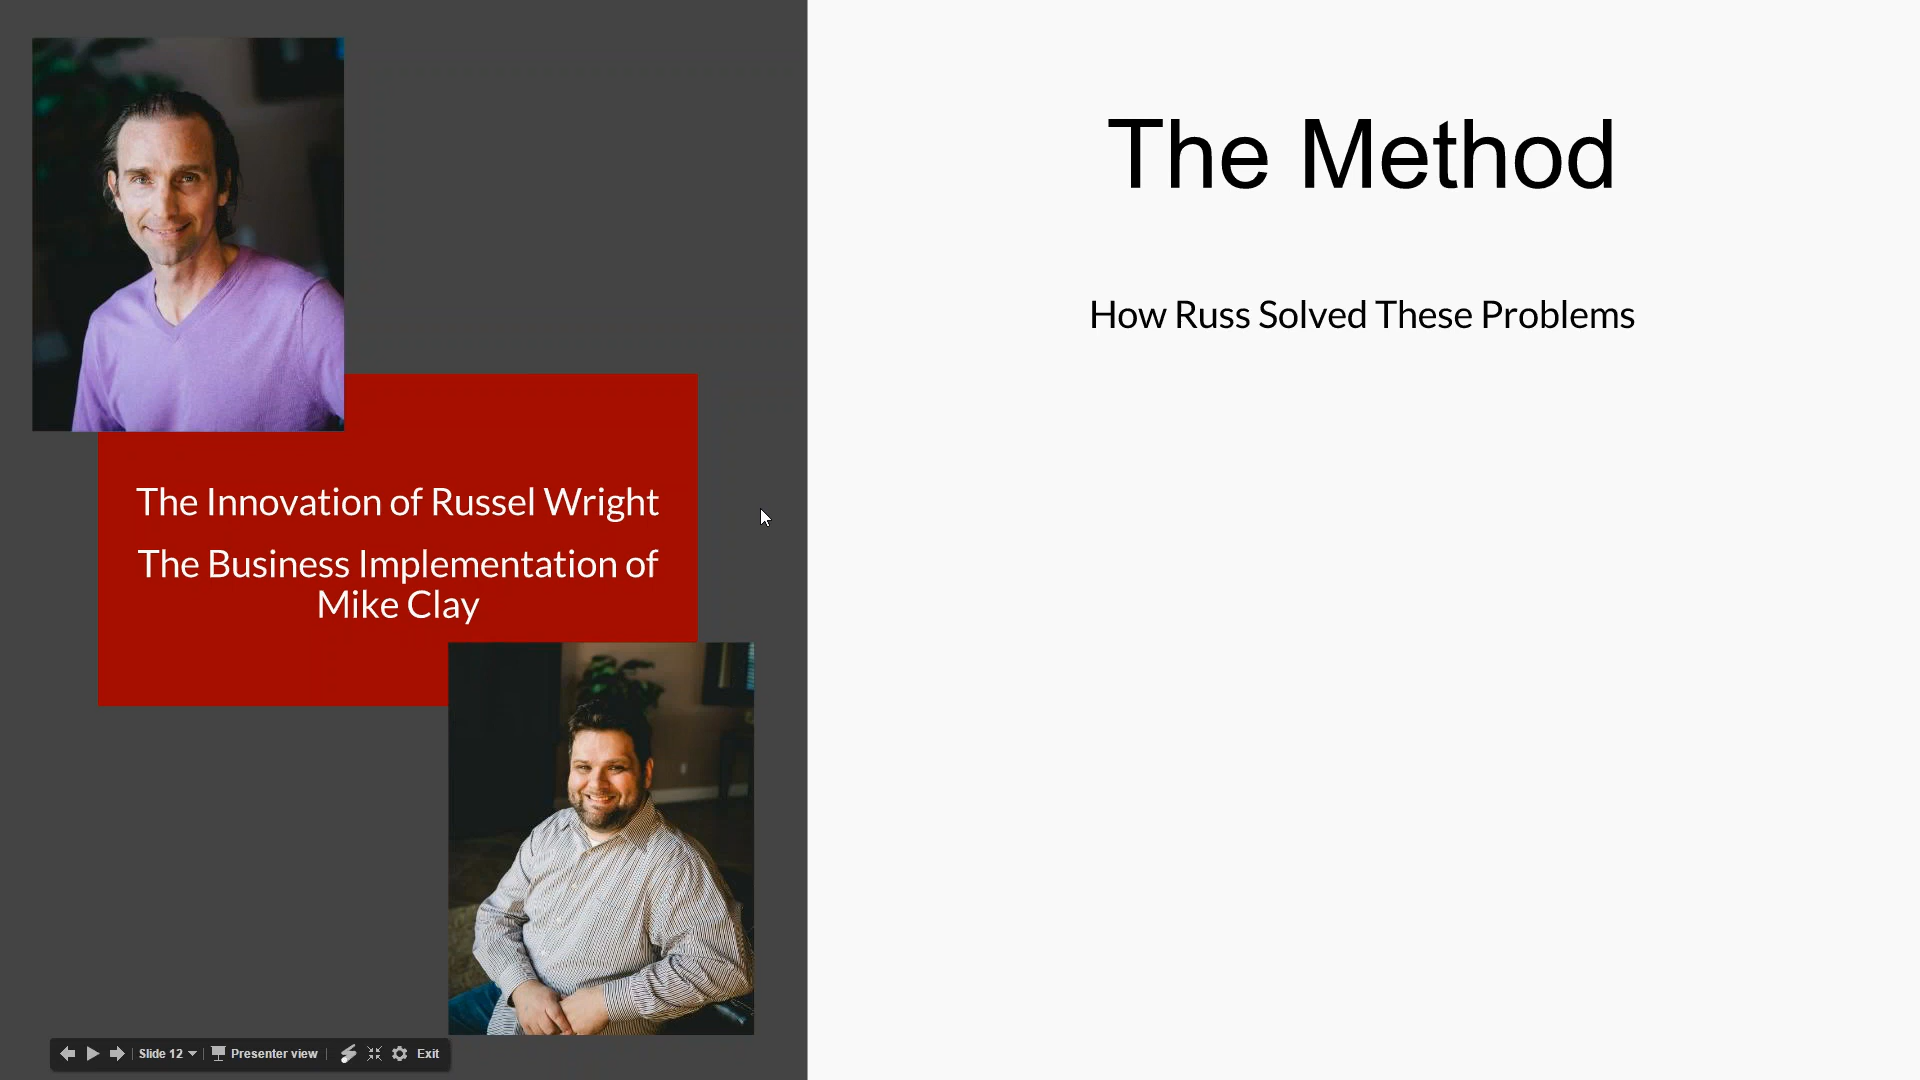 The Innovation of Russel Wright
The Business Implementation of
Mike Clay
The Method
How Russ Solved These Problems
Slide 12
Presenter view
Exit